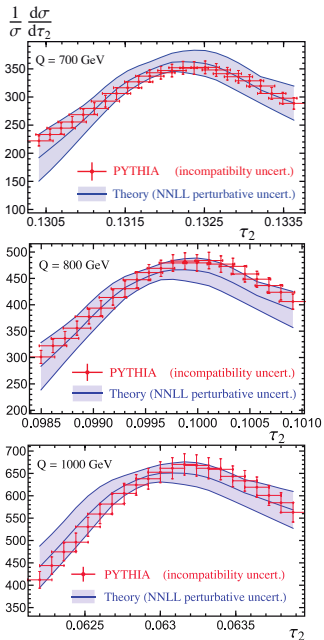 1/σ dσ/dτ₂
Q = 700 GeV
350
300
250
200
150
100
PYTHIA (incompatibilty uncert.)
Theory (NNLL perturbative uncert.)
0.1305 0.1315 0.1325 0.1365
τ₂
Q = 800 GeV
500
450
400
350
300
250
200
PYTHIA (incompatibility uncert.)
Theory (NNLL perturbative uncert.)
0.0985 0.0990 0.0995 0.1000 0.1005 0.1010
τ₂
Q = 1000 GeV
700
650
600
550
500
450
400
350
PYTHIA (incompatibility uncert.)
Theory (NNLL perturbative uncert.)
0.0625 0.063 0.0635
τ₂